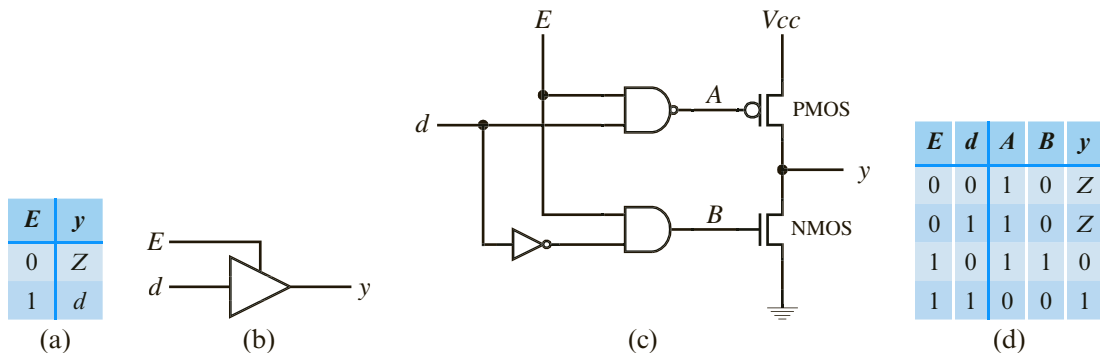 E y
0 Z
1 d
(a)
E
d
y
(b)
E
Vcc
d
A
PMOS
y
B
NMOS
(c)
E d A B y
0 0 1 0 Z
0 1 1 0 Z
1 0 1 1 0
1 1 0 0 1
(d)